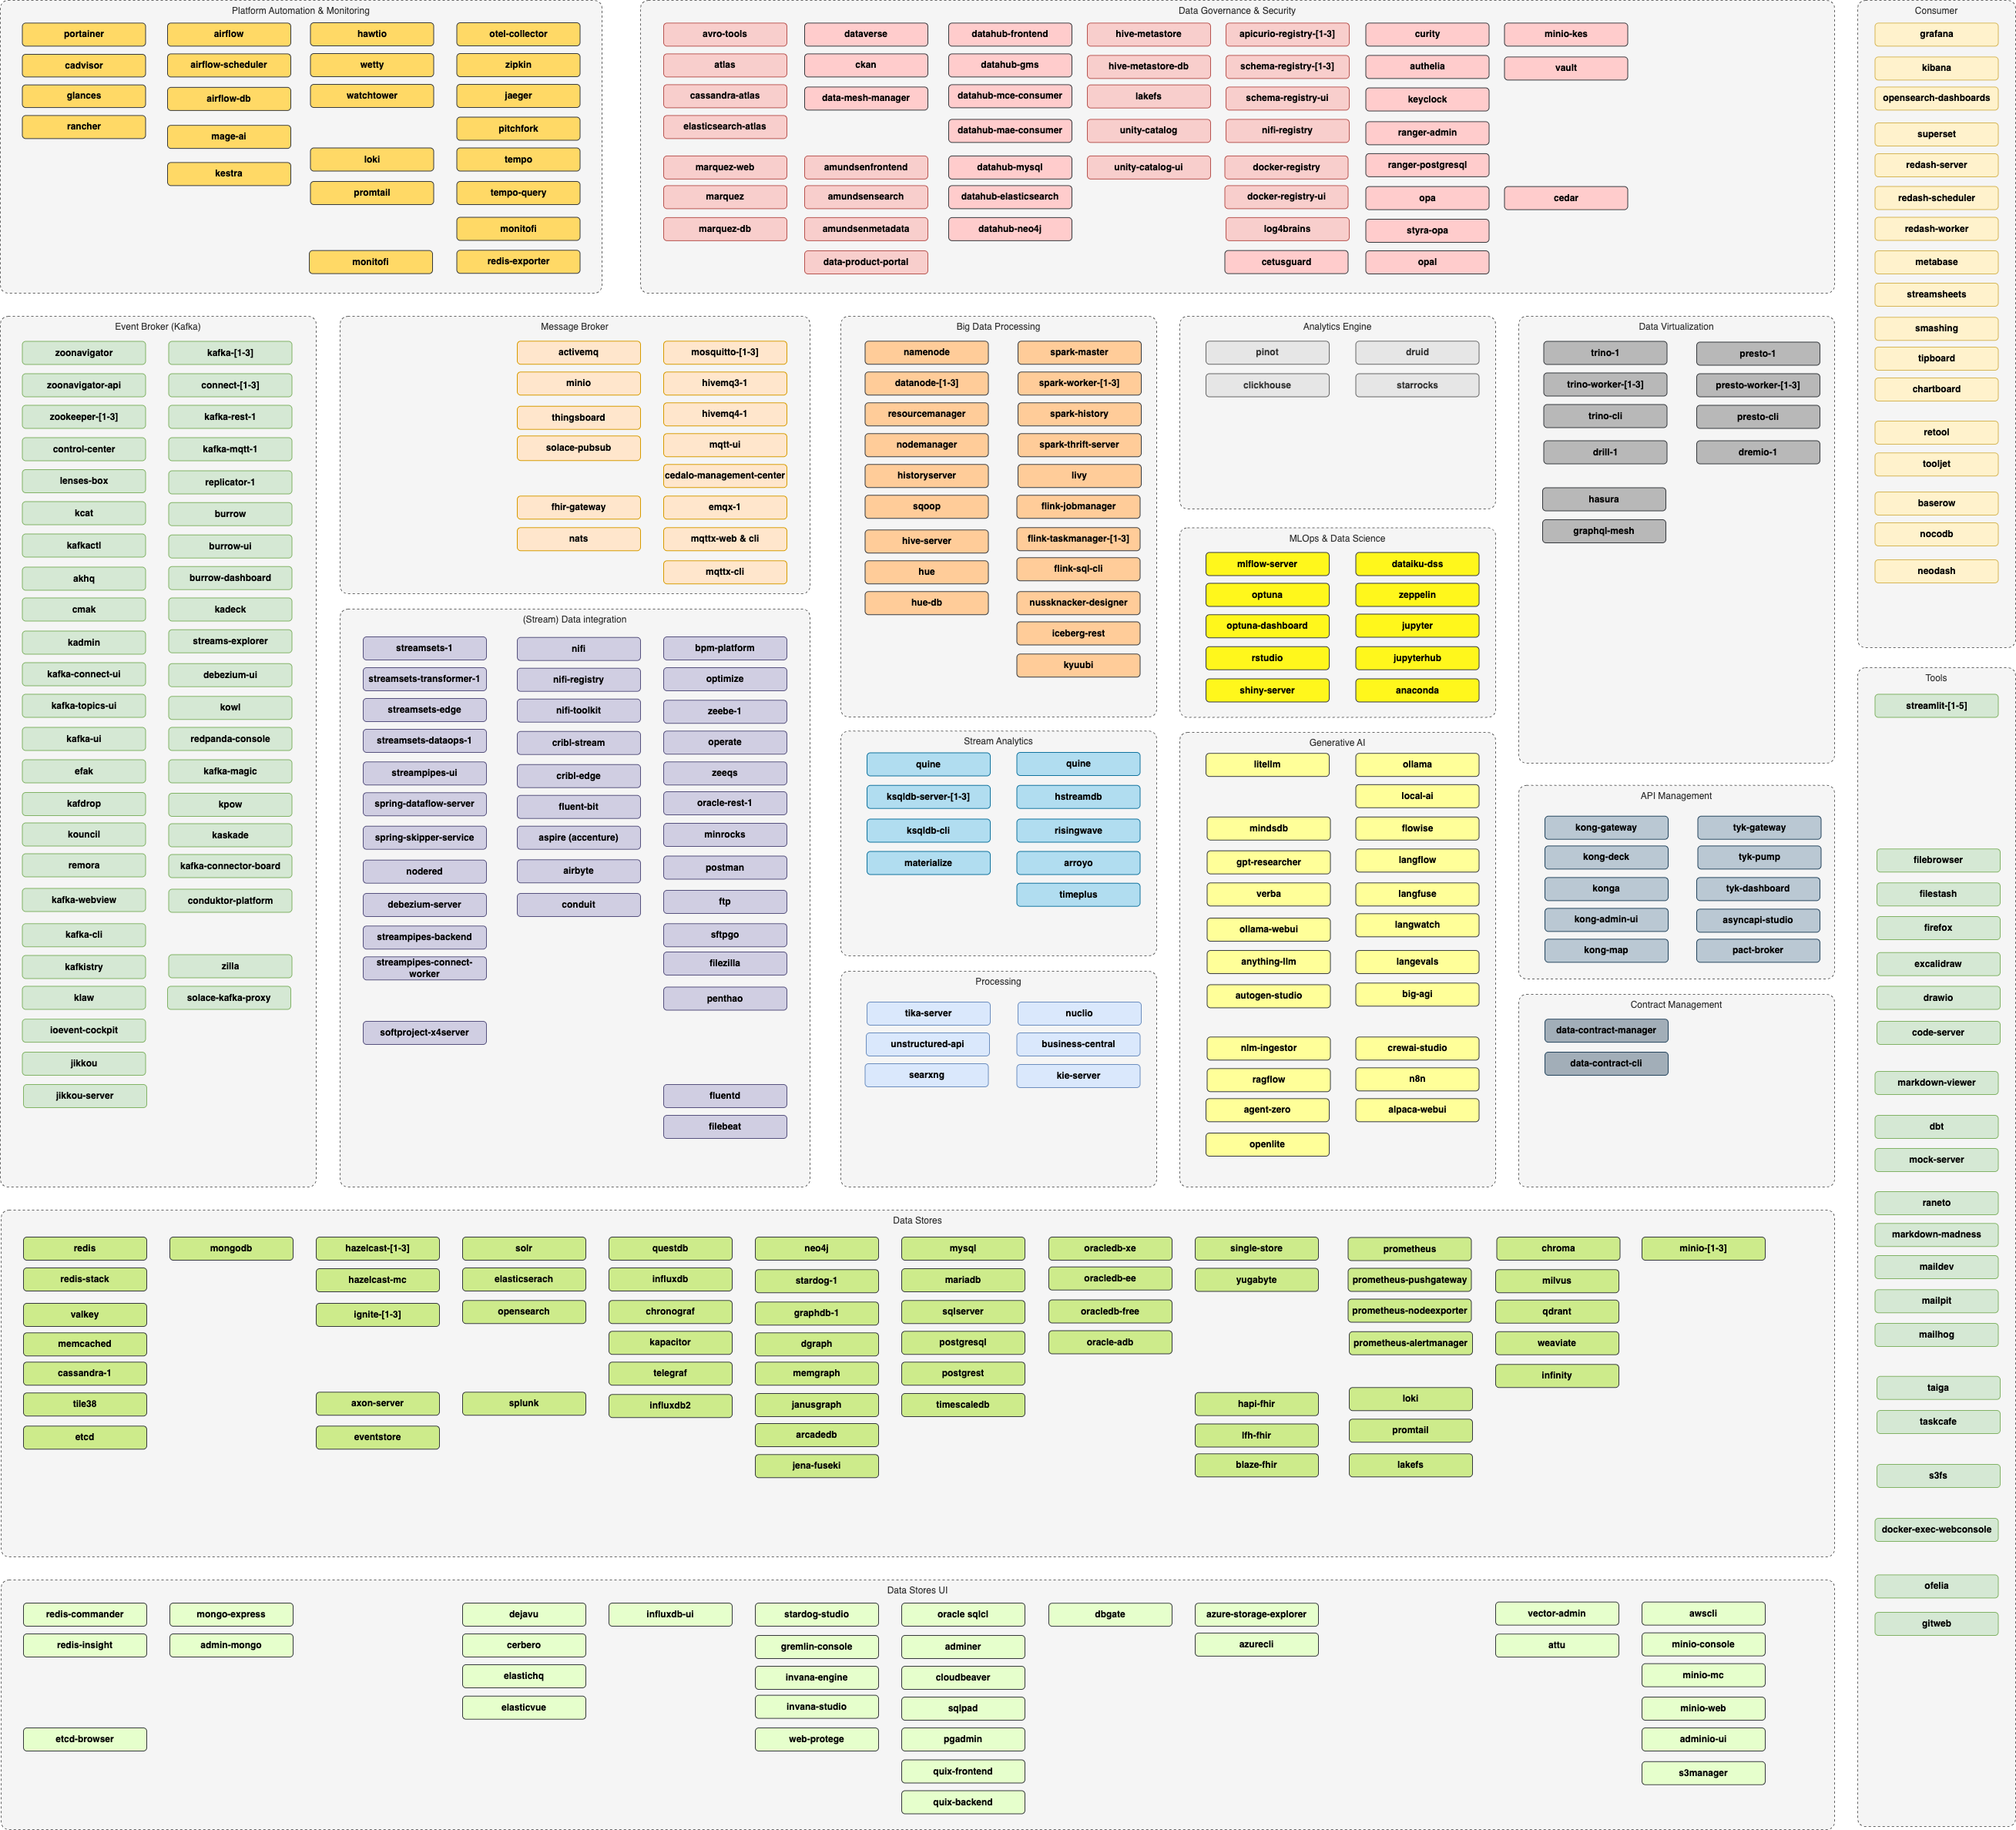 Platform Automation & Monitoring
portainer
airflow
hawtio
otel-collector
cadvisor
airflow-scheduler
wetty
zipkin
glances
airflow-db
watchtower
jaeger
rancher
mage-ai
pitchfork
kestra
loki
tempo
promtail
tempo-query
monitofi
monitofi
redis-exporter
Data Governance & Security
avro-tools
dataverse
datahub-frontend
hive-metastore
apicurio-registry-[1-3]
curity
minio-kes
atlas
ckan
datahub-gms
hive-metastore-db
schema-registry-[1-3]
authelia
vault
cassandra-atlas
data-mesh-manager
datahub-mce-consumer
lakefs
schema-registry-ui
keyclock
elasticsearch-atlas
datahub-mae-consumer
unity-catalog
nifi-registry
ranger-admin
marquez-web
amundsenfrontend
datahub-mysql
unity-catalog-ui
docker-registry
ranger-postgresql
marquez
amundsensearch
datahub-elasticsearch
docker-registry-ui
opa
cedar
marquez-db
amundsenmetadata
datahub-neo4j
log4brains
styra-opa
data-product-portal
cetusguard
opal
Consumer
grafana
kibana
opensearch-dashboards
superset
redash-server
redash-scheduler
redash-worker
metabase
streamsheets
smashing
tipboard
chartboard
retool
tooljet
baserow
nocodb
neodash
Event Broker (Kafka)
zoonavigator
kafka-[1-3]
zoonavigator-api
connect-[1-3]
zookeeper-[1-3]
kafka-rest-1
control-center
kafka-mqtt-1
lenses-box
replicator-1
kcat
burrow
kafkactl
burrow-ui
akhq
burrow-dashboard
cmak
kadeck
kadmin
streams-explorer
kafka-connect-ui
debezium-ui
kafka-topics-ui
kowl
kafka-ui
redpanda-console
efak
kafka-magic
kafdrop
kpow
kouncil
kaskade
remora
kafka-connector-board
kafka-webview
conduktor-platform
kafka-cli
kafkistry
zilla
klaw
solace-kafka-proxy
ioevent-cockpit
jikkou
jikkou-server
Message Broker
activemq
mosquitto-[1-3]
minio
hivemq3-1
thingsboard
hivemq4-1
solace-pubsub
mqtt-ui
cedalo-management-center
fhir-gateway
emqx-1
nats
mqttx-web & cli
mqttx-cli
(Stream) Data integration
streamsets-1
nifi
bpm-platform
streamsets-transformer-1
nifi-registry
optimize
streamsets-edge
nifi-toolkit
zeebe-1
streamsets-dataops-1
cribl-stream
operate
streampipes-ui
cribl-edge
zeeqs
spring-dataflow-server
fluent-bit
oracle-rest-1
spring-skipper-service
aspire (accenture)
minrocks
nodered
airbyte
postman
debezium-server
conduit
ftp
streampipes-backend
sftpgo
streampipes-connect-
worker
filezilla
penthao
softproject-x4server
fluentd
filebeat
Big Data Processing
namenode
spark-master
datanode-[1-3]
spark-worker-[1-3]
resourcemanager
spark-history
nodemanager
spark-thrift-server
historyserver
livy
sqoop
flink-jobmanager
hive-server
flink-taskmanager-[1-3]
hue
flink-sql-cli
hue-db
nussknacker-designer
iceberg-rest
kyuubi
Stream Analytics
quine
quine
ksqldb-server-[1-3]
hstreamdb
ksqldb-cli
risingwave
materialize
arroyo
timeplus
Processing
tika-server
nuclio
unstructured-api
business-central
searxng
kie-server
Analytics Engine
pinot
druid
clickhouse
starrocks
MLOps & Data Science
mlflow-server
dataiku-dss
optuna
zeppelin
optuna-dashboard
jupyter
rstudio
jupyterhub
shiny-server
anaconda
Generative AI
litellm
ollama
local-ai
mindsdb
flowise
gpt-researcher
langflow
verba
langfuse
ollama-webui
langwatch
anything-llm
langevals
autogen-studio
big-agi
nlm-ingestor
crewai-studio
ragflow
n8n
agent-zero
alpaca-webui
openlite
Data Virtualization
trino-1
presto-1
trino-worker-[1-3]
presto-worker-[1-3]
trino-cli
presto-cli
drill-1
dremio-1
hasura
graphql-mesh
API Management
kong-gateway
tyk-gateway
kong-deck
tyk-pump
konga
tyk-dashboard
kong-admin-ui
asyncapi-studio
kong-map
pact-broker
Contract Management
data-contract-manager
data-contract-cli
Tools
streamlit-[1-5]
filebrowser
filestash
firefox
excalidraw
drawio
code-server
markdown-viewer
dbt
mock-server
raneto
markdown-madness
maildev
mailpit
mailhog
taiga
taskcafe
s3fs
docker-exec-webconsole
ofelia
gitweb
Data Stores
redis
mongodb
hazelcast-[1-3]
solr
questdb
neo4j
mysql
oracledb-xe
single-store
prometheus
chroma
minio-[1-3]
redis-stack
hazelcast-mc
elasticserach
influxdb
stardog-1
mariadb
oracledb-ee
yugabyte
prometheus-pushgateway
milvus
valkey
ignite-[1-3]
opensearch
chronograf
graphdb-1
sqlserver
oracledb-free
prometheus-nodeexporter
qdrant
memcached
kapacitor
dgraph
postgresql
oracle-adb
prometheus-alertmanager
weaviate
cassandra-1
telegraf
memgraph
postgrest
infinity
tile38
axon-server
splunk
influxdb2
janusgraph
timescaledb
hapi-fhir
loki
etcd
eventstore
arcadedb
lfh-fhir
promtail
jena-fuseki
blaze-fhir
lakefs
Data Stores UI
redis-commander
mongo-express
dejavu
influxdb-ui
stardog-studio
oracle sqlcl
dbgate
azure-storage-explorer
vector-admin
awscli
redis-insight
admin-mongo
cerbero
gremlin-console
adminer
azurecli
attu
minio-console
elastichq
invana-engine
cloudbeaver
minio-mc
elasticvue
invana-studio
sqlpad
minio-web
etcd-browser
web-protege
pgadmin
adminio-ui
quix-frontend
s3manager
quix-backend